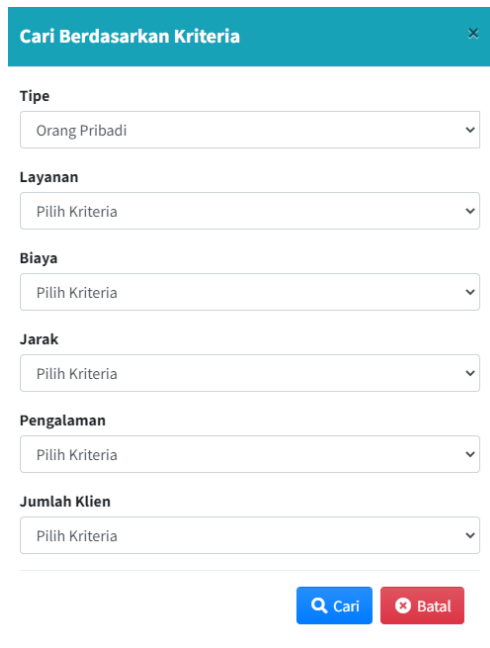 Cari Berdasarkan Kriteria ×
Tipe
Orang Pribadi
Layanan
Pilih Kriteria
Biaya
Pilih Kriteria
Jarak
Pilih Kriteria
Pengalaman
Pilih Kriteria
Jumlah Klien
Pilih Kriteria
Cari Batal